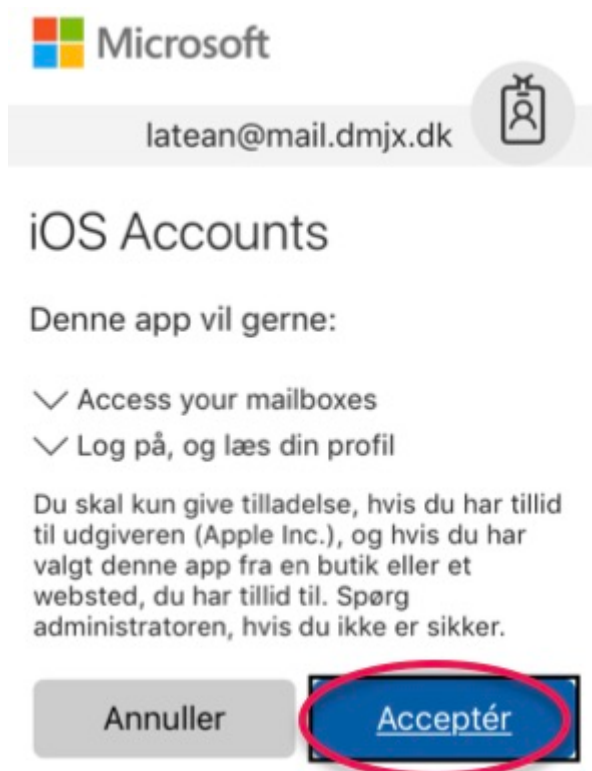 Microsoft
latean@mail.dmjx.dk
iOS Accounts
Denne app vil gerne:
Access your mailboxes
Log på, og læs din profil
Du skal kun give tilladelse, hvis du har tillid
til udgiveren (Apple Inc.), og hvis du har
valgt denne app fra en butik eller et
websted, du har tillid til. Spørg
administratoren, hvis du ikke er sikker.
Annuller
Acceptér